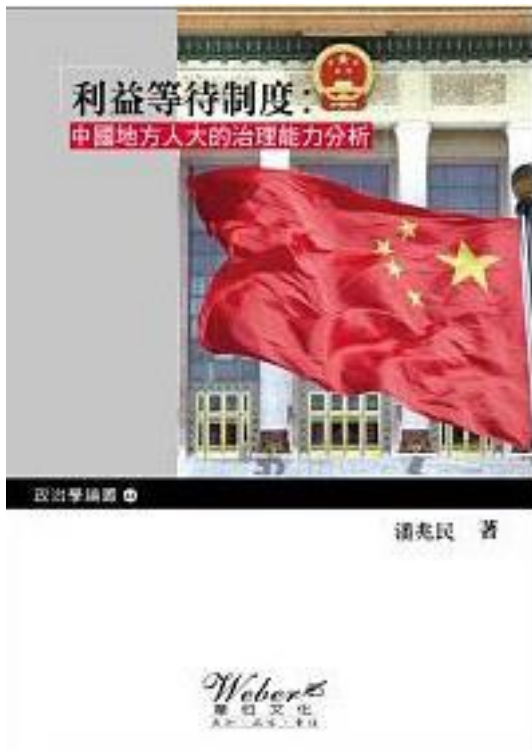 利益等待制度：
中國地方人大的治理能力分析
政治學論叢
潘兆民 著
Weber
韋伯文化